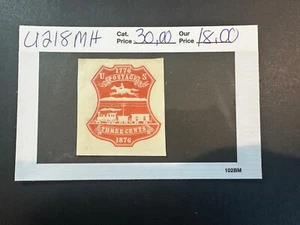 U218MH Cat. Price 30.00 Our Price 18.00
1776
U POSTAGE S
THREE CENTS
1876
102BM